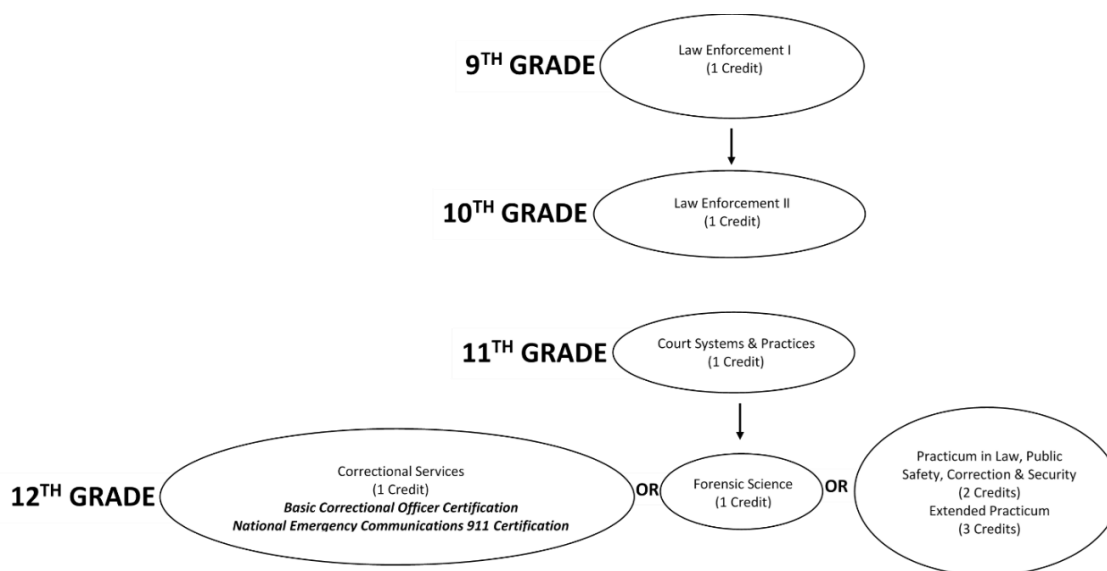 9TH GRADE
Law Enforcement I
(1 Credit)
10TH GRADE
Law Enforcement II
(1 Credit)
11TH GRADE
Court Systems & Practices
(1 Credit)
12TH GRADE
Correctional Services
(1 Credit)
Basic Correctional Officer Certification
National Emergency Communications 911 Certification
OR
Forensic Science
(1 Credit)
OR
Practicum in Law, Public
Safety, Correction & Security
(2 Credits)
Extended Practicum
(3 Credits)